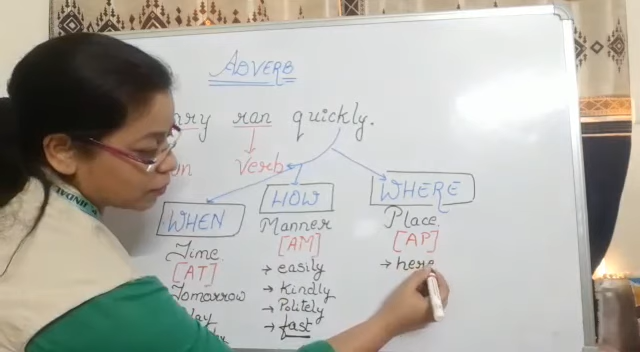 ADVERB
ran quickly.
Verb
WHEN
Time
[AT]
Tomorrow
HOW
Manner
[AM]
→ easily
→ Kindly
→ Politely
→ fast
WHERE
Place
[AP]
→ here